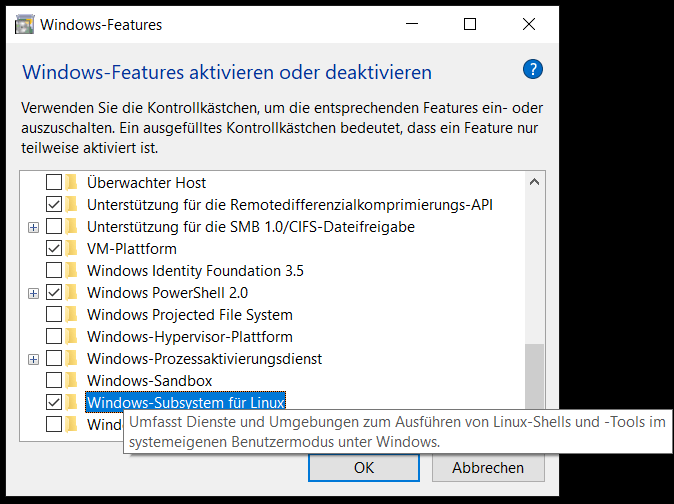 Windows-Features
Windows-Features aktivieren oder deaktivieren
?
Verwenden Sie die Kontrollkästchen, um die entsprechenden Features ein- oder
auszuschalten. Ein ausgefülltes Kontrollkästchen bedeutet, dass ein Feature nur
teilweise aktiviert ist.
Überwachter Host
Unterstützung für die Remotedifferenzialkomprimierungs-API
Unterstützung für die SMB 1.0/CIFS-Dateifreigabe
VM-Plattform
Windows Identity Foundation 3.5
Windows PowerShell 2.0
Windows Projected File System
Windows-Hypervisor-Plattform
Windows-Prozessaktivierungsdienst
Windows-Sandbox
Windows-Subsystem für Linux
Umfasst Dienste und Umgebungen zum Ausführen von Linux-Shells und -Tools im
systemeigenen Benutzermodus unter Windows.
OK
Abbrechen